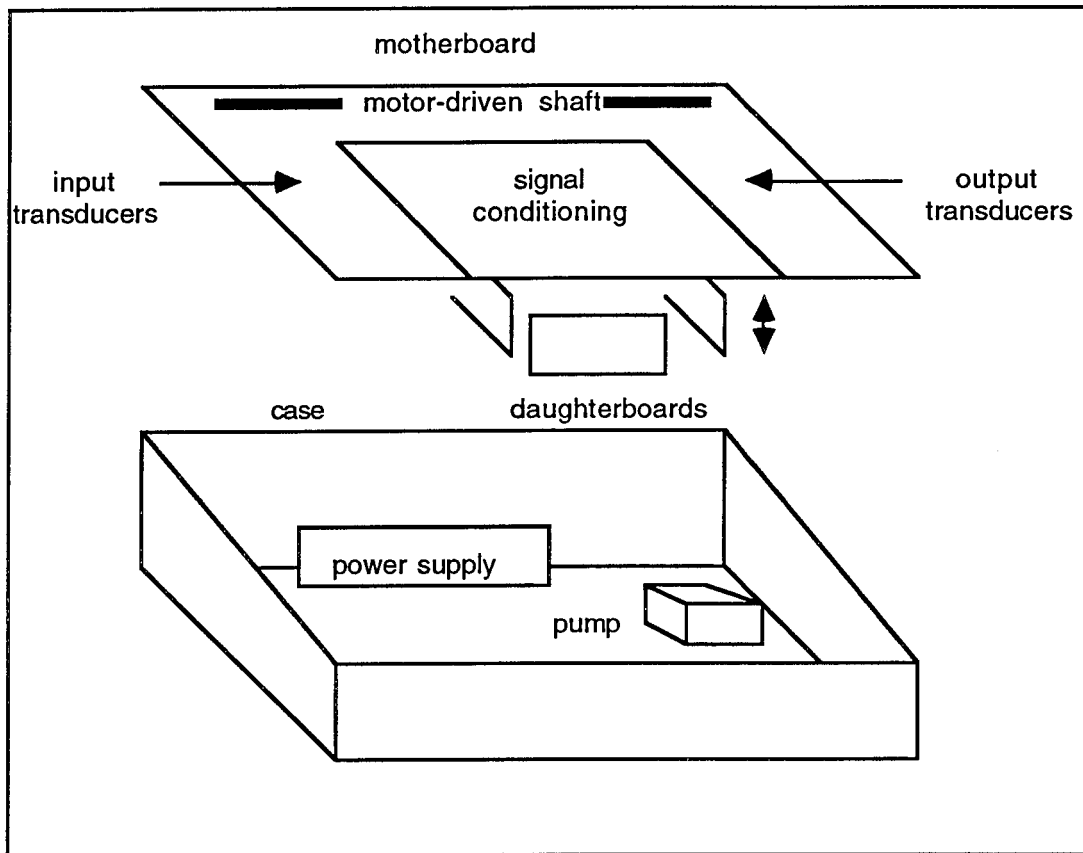 motherboard
motor-driven shaft
input
transducers
signal
conditioning
output
transducers
case
daughterboards
power supply
pump